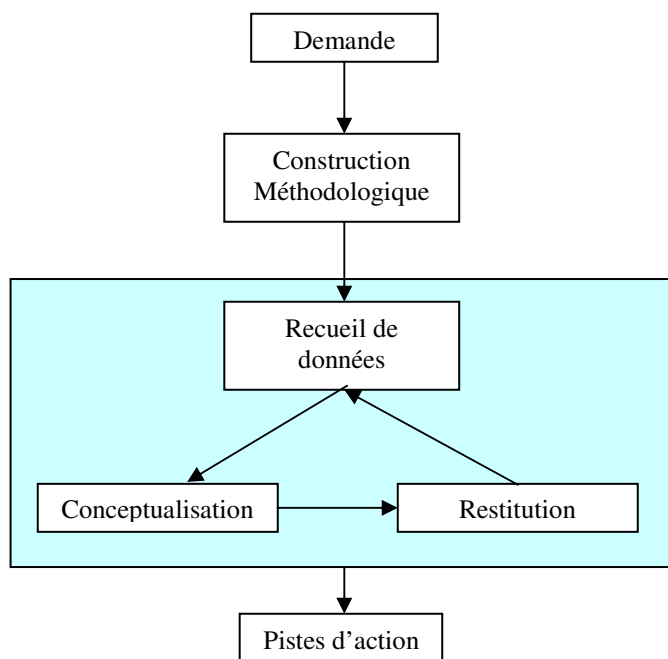 Demande
Construction
Méthodologique
Recueil de
données
Conceptualisation
Restitution
Pistes d’action